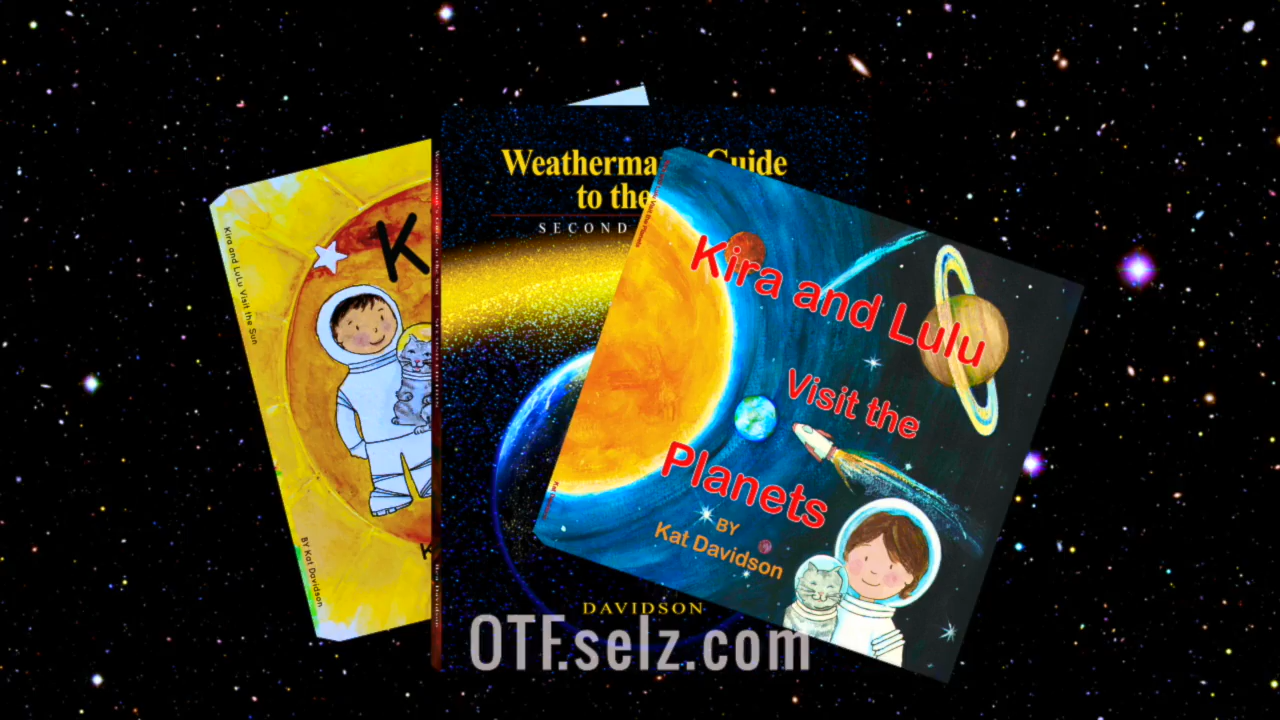 Kira and LuLu Visit the Sun
BY Kat Davidson
K
Weatherma Guide
to the
SECOND
DAVIDSON
Kira and Lulu
Visit the
Planets
BY
Kat Davidson
OTF.selz.com